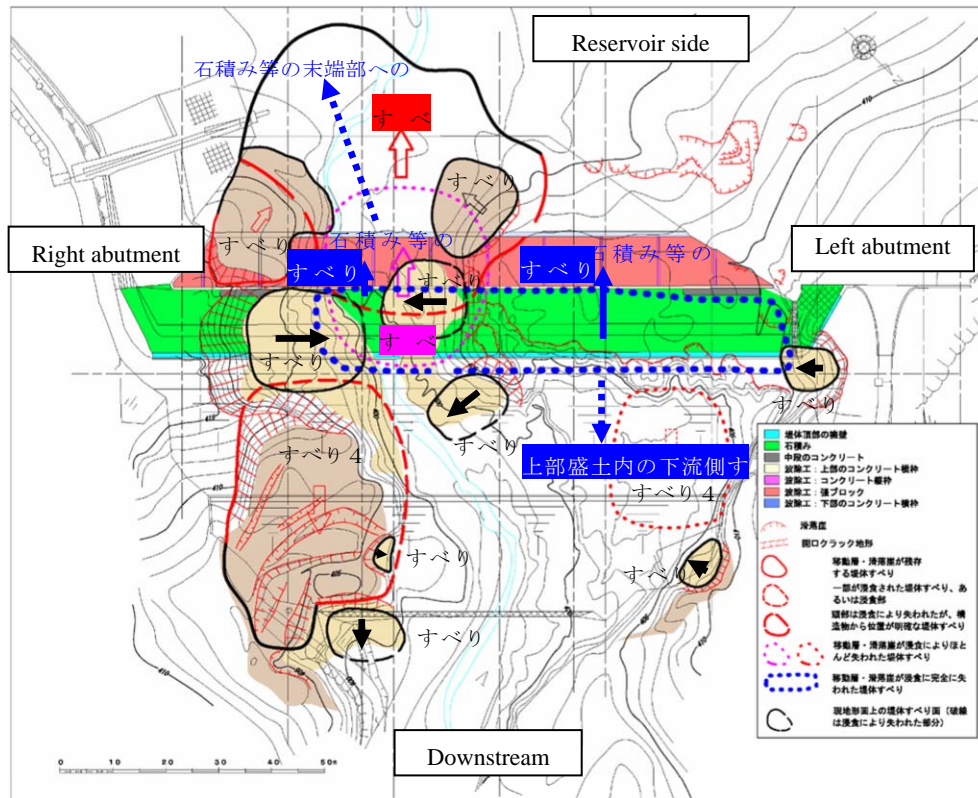 Reservoir side
石積み等の末端部への
すべ
すべり
Right abutment
すべり
石積み等の
すべり
すべり
すべり
石積み等の
Left abutment
すべり
すべ
すべり
すべり
上部盛土内の下流側す
すべり4
すべり4
すべり
すべり
すべり
Downstream
0 10 20 30 40 50m
堤体頂部の擁壁
石積み
中段のコンクリート
波除工：上部のコンクリート横枠
波除工：コンクリート縦枠
波除工：張ブロック
波除工：下部のコンクリート横枠
滑落崖
開口クラック地形
移動層・滑落崖が残存
する堤体すべり
一部が浸食された堤体すべり、あ
るいは浸食部
頭部は浸食により失われたが、構
造物から位置が明確な堤体すべり
移動層・滑落崖が浸食によりほと
んど失われた堤体すべり
移動層・滑落崖が浸食に完全に失
われた堤体すべり
現地形面上の堤体すべり面（破線
は浸食により失われた部分）
410
410
405